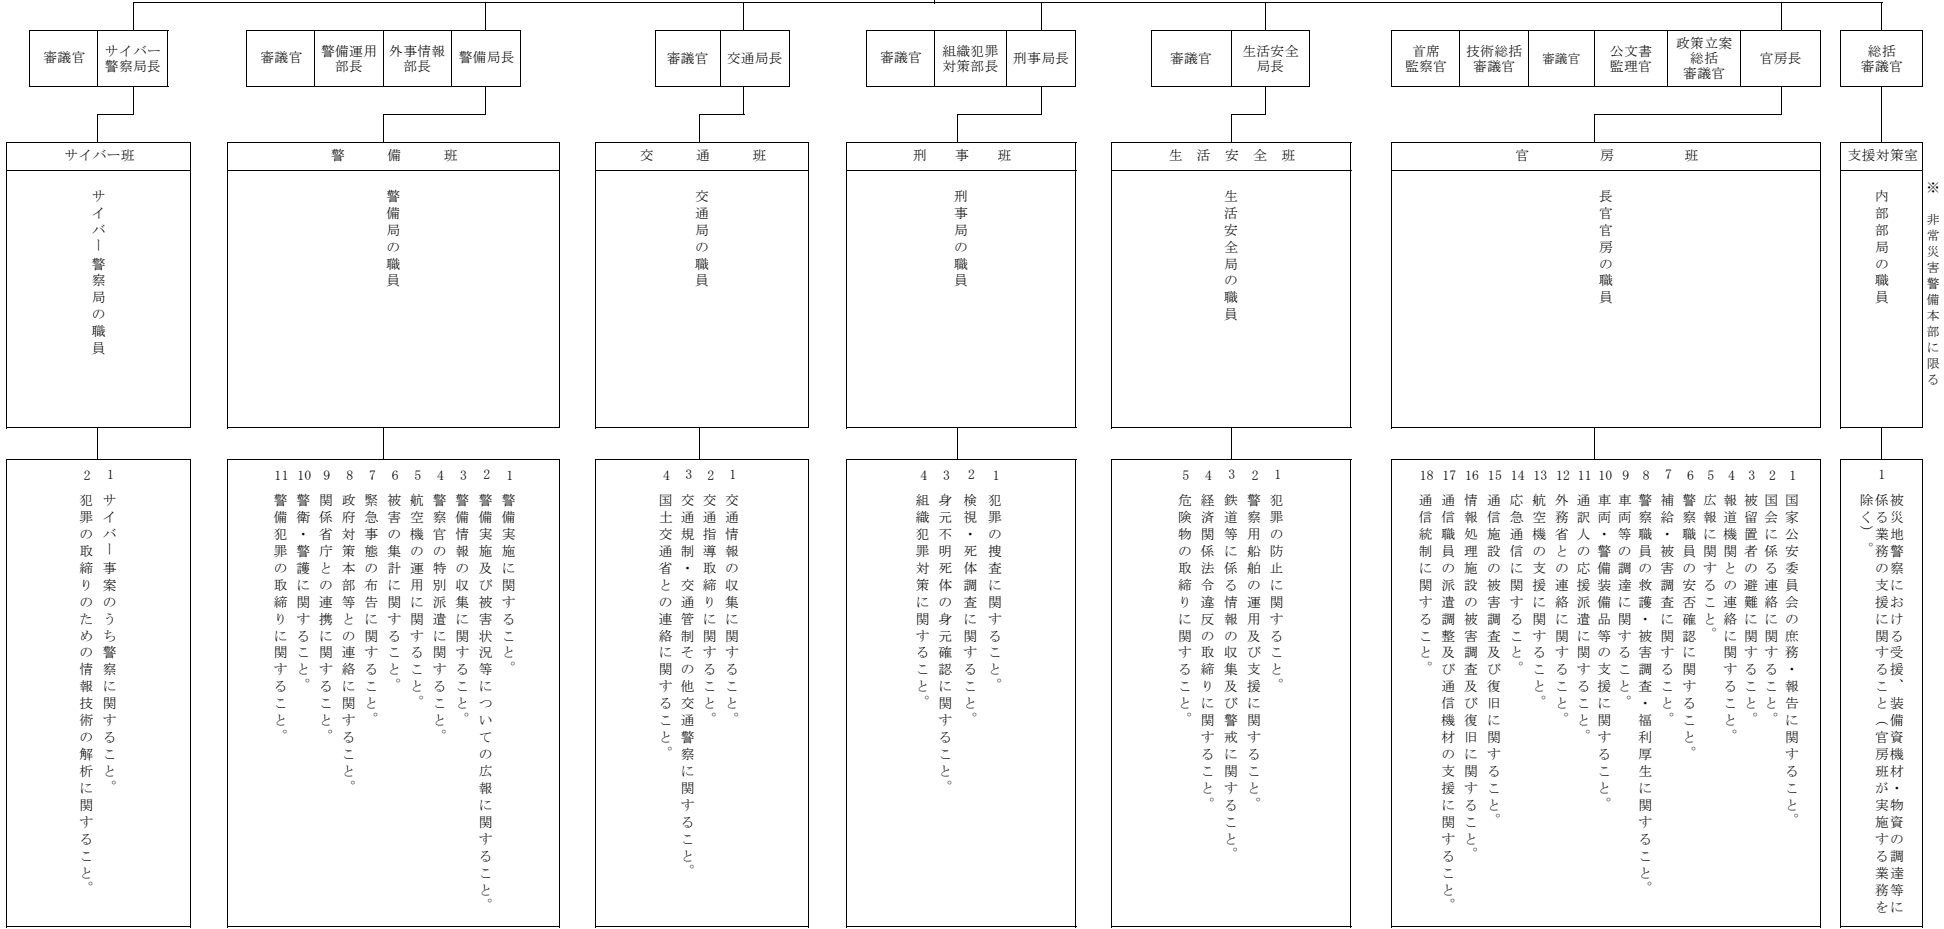 総括
審議官
支援対策室
内部部局の職員
※ 非常災害警備本部に限る
1 被災地警察における受援、装備資機材・物資の調達等に
係る業務の支援に関すること（官房班が実施する業務を
除く）。
官房長
政策立案
総括
審議官
公文書
監理官
審議官
技術総括
審議官
首席
監察官
官房班
長官官房の職員
1 国家公安委員会の庶務・報告に関すること。
2 国会に係る連絡に関すること。
3 被留置者の避難に関すること。
4 報道機関との連絡に関すること。
5 広報に関すること。
6 警察職員の安否確認に関すること。
7 補給・被害調査に関すること。
8 警察職員の救護・被害調査・福利厚生に関すること。
9 車両等の調達に関すること。
10 車両・警備装備品等の支援に関すること。
11 通訳人の応援派遣に関すること。
12 外務省との連絡に関すること。
13 航空機の支援に関すること。
14 応急通信に関すること。
15 通信施設の被害調査及び復旧に関すること。
16 情報処理施設の被害調査及び復旧に関すること。
17 通信職員の派遣調整及び通信機材の支援に関すること。
18 通信統制に関すること。
生活安全
局長
審議官
生活安全班
生活安全局の職員
1 犯罪の防止に関すること。
2 警察用船舶の運用及び支援に関すること。
3 鉄道等に係る情報の収集及び警戒に関すること。
4 経済関係法令違反の取締りに関すること。
5 危険物の取締りに関すること。
刑事局長
組織犯罪
対策部長
審議官
刑事班
刑事局の職員
1 犯罪の捜査に関すること。
2 検視・死体調査に関すること。
3 身元不明死体の身元確認に関すること。
4 組織犯罪対策に関すること。
交通局長
審議官
交通班
交通局の職員
1 交通情報の収集に関すること。
2 交通指導取締りに関すること。
3 交通規制・交通管制その他交通警察に関すること。
4 国土交通省との連絡に関すること。
警備局長
外事情報
部長
警備運用
部長
審議官
警備班
警備局の職員
1 警備実施に関すること。
2 警備実施及び被害状況等についての広報に関すること。
3 警備情報の収集に関すること。
4 警察官の特別派遣に関すること。
5 航空機の運用に関すること。
6 被害の集計に関すること。
7 緊急事態の布告に関すること。
8 政府対策本部等との連絡に関すること。
9 関係省庁との連携に関すること。
10 警衛・警護に関すること。
11 警備犯罪の取締りに関すること。
サイバー
警察局長
審議官
サイバー班
サイバー警察局の職員
1 サイバー事案のうち警察に関すること。
2 犯罪の取締りのための情報技術の解析に関すること。